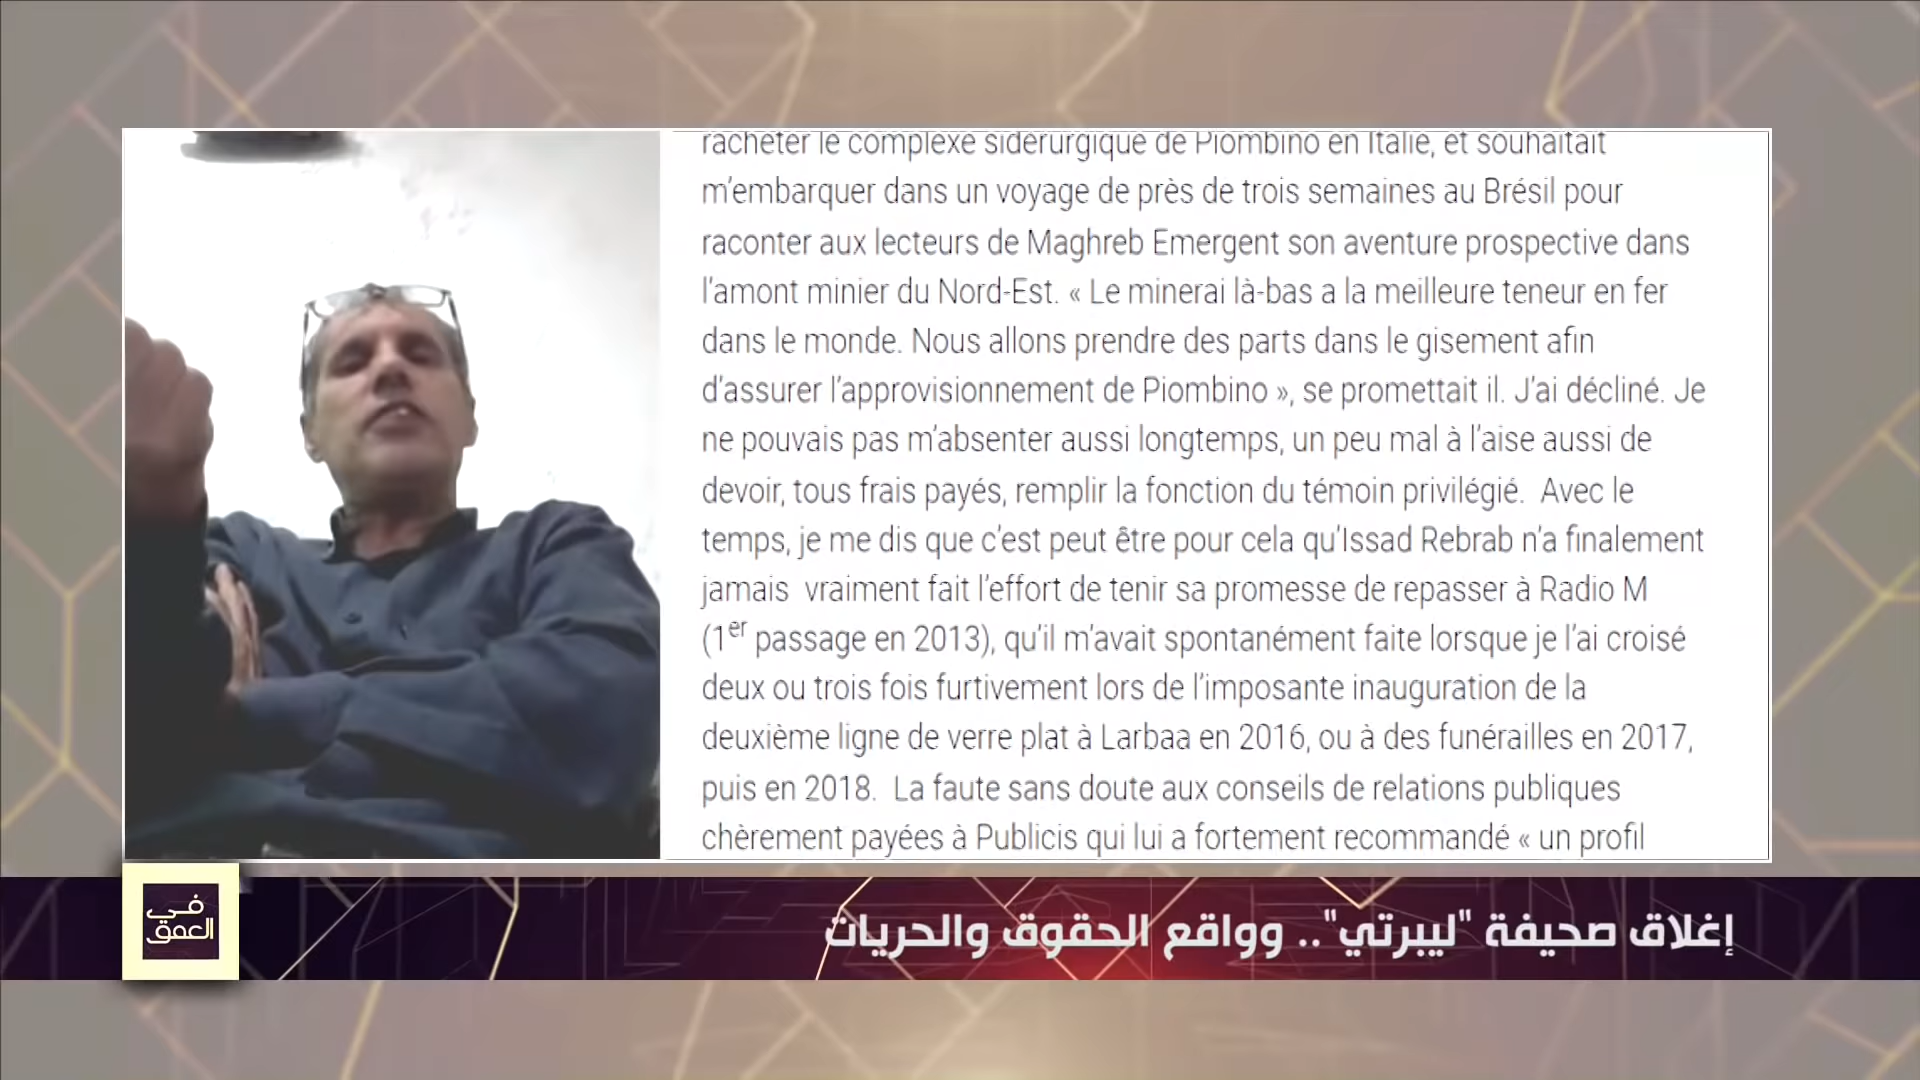 racheter le complexe sidérurgique de Piombino en Italie, et souhaitait
m'embarquer dans un voyage de près de trois semaines au Brésil pour
raconter aux lecteurs de Maghreb Emergent son aventure prospective dans
l'amont minier du Nord-Est. « Le minerai là-bas a la meilleure teneur en fer
dans le monde. Nous allons prendre des parts dans le gisement afin
d'assurer l'approvisionnement de Piombino », se promettait il. J'ai décliné. Je
ne pouvais pas m'absenter aussi longtemps, un peu mal à l'aise aussi de
devoir, tous frais payés, remplir la fonction du témoin privilégié. Avec le
temps, je me dis que c'est peut être pour cela qu'Issad Rebrab n'a finalement
jamais vraiment fait l'effort de tenir sa promesse de repasser à Radio M
(1er passage en 2013), qu'il m'avait spontanément faite lorsque je l'ai croisé
deux ou trois fois furtivement lors de l'imposante inauguration de la
deuxième ligne de verre plat à Larbaa en 2016, ou à des funérailles en 2017,
puis en 2018. La faute sans doute aux conseils de relations publiques
chèrement payées à Publicis qui lui a fortement recommandé « un profil
إغلاق صحيفة "ليبرتي" .. وواقع الحقوق والحريات
في
العمق